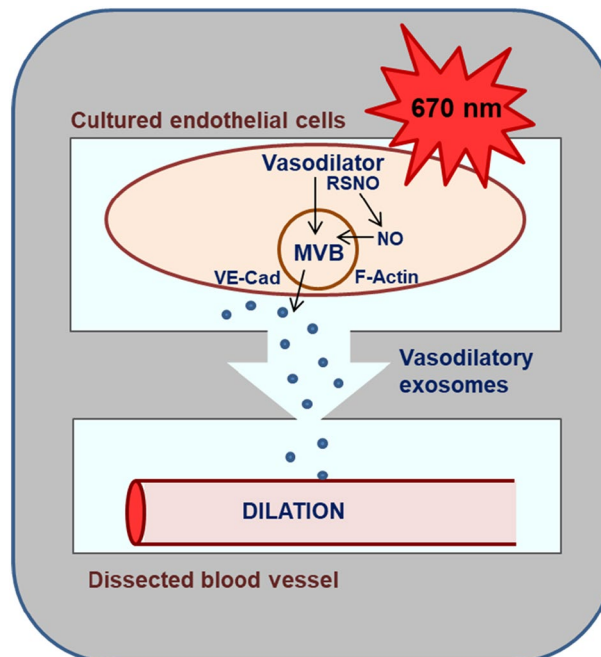 670 nm
Cultured endothelial cells
Vasodilator
RSNO
NO
MVB
VE-Cad
F-Actin
Vasodilatory
exosomes
DILATION
Dissected blood vessel